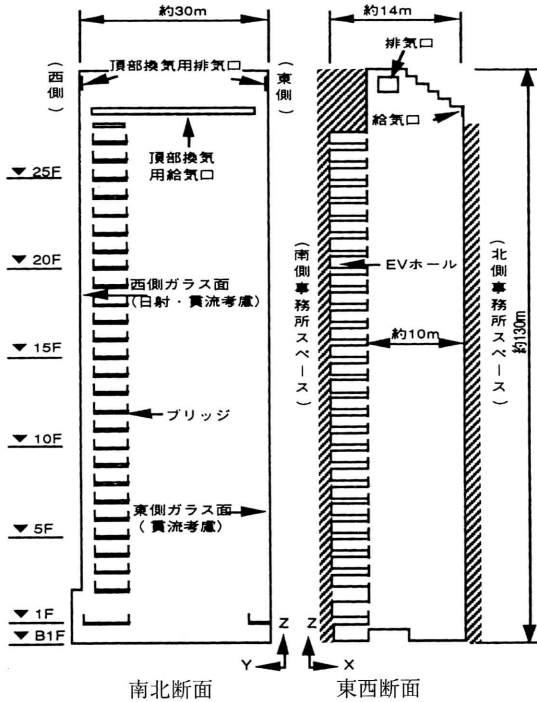 約30m
約14m
（西側）
頂部換気用排気口
（東側）
排気口
給気口
頂部換気
用給気口
▼ 25F
▼ 20F
▼ 15F
▼ 10F
▼ 5F
▼ 1F
▼ B1F
西側ガラス面
（日射・貫流考慮）
ブリッジ
東側ガラス面
（貫流考慮）
（南側事務所スペース）
EVホール
（北側事務所スペース）
約10m
約130m
Z
Y
Z
X
南北断面
東西断面